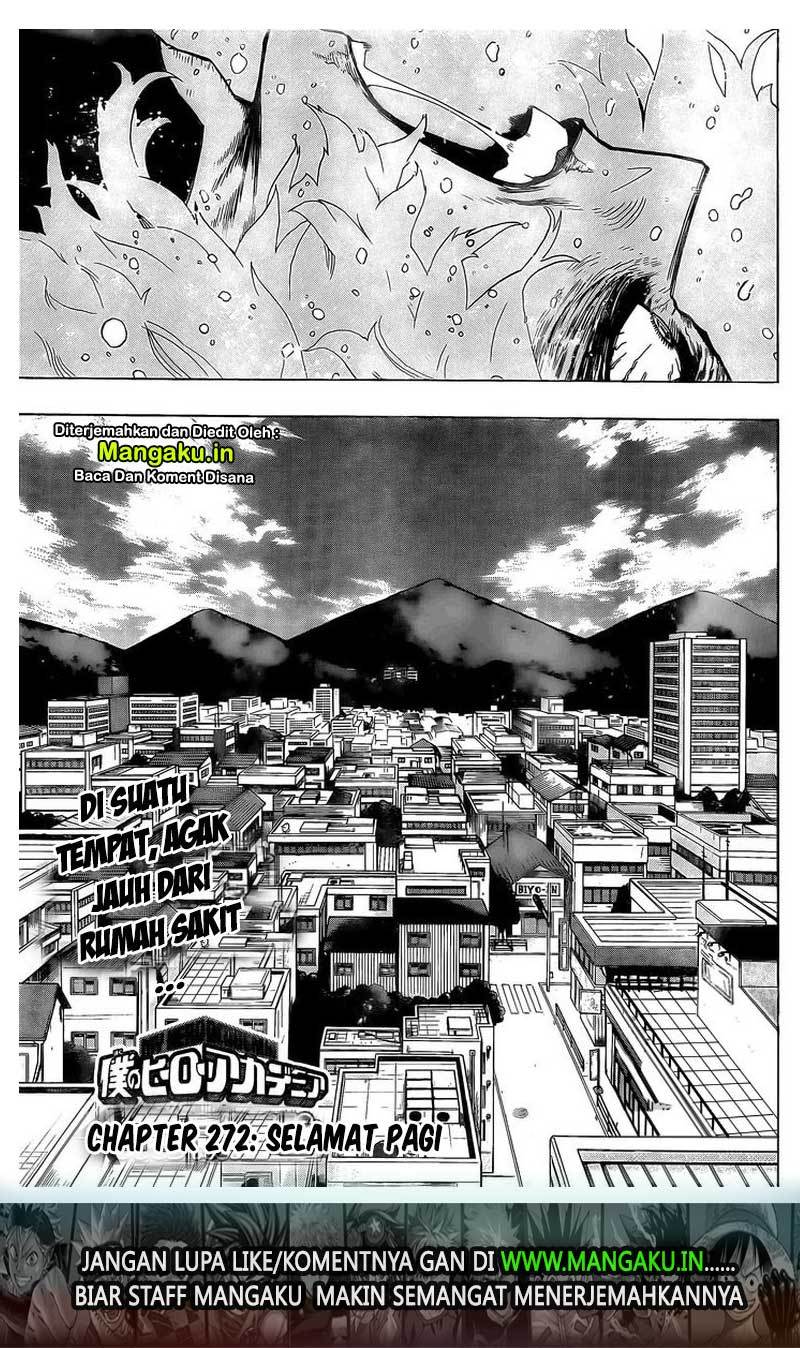 Diterjemahkan dan Diedit Oleh :
Mangaku.in
Baca Dan Koment Disana
DI SUATU
TEMPAT, AGAK
JAUH DARI
RUMAH SAKIT
...
BIYO-IN
僕のヒーローアカデミア
CHAPTER 272: SELAMAT PAGI
JANGAN LUPA LIKE/KOMENTNYA GAN DI WWW.MANGAKU.IN......
BIAR STAFF MANGAKU MAKIN SEMANGAT MENERJEMAHKANNYA